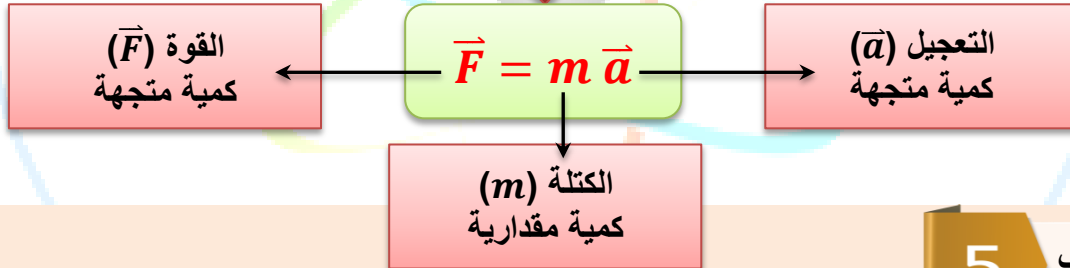 التعجيل (a⃗)
كمية متجهة
F⃗ = m a⃗
القوة (F⃗)
كمية متجهة
الكتلة (m)
كمية مقدارية
5